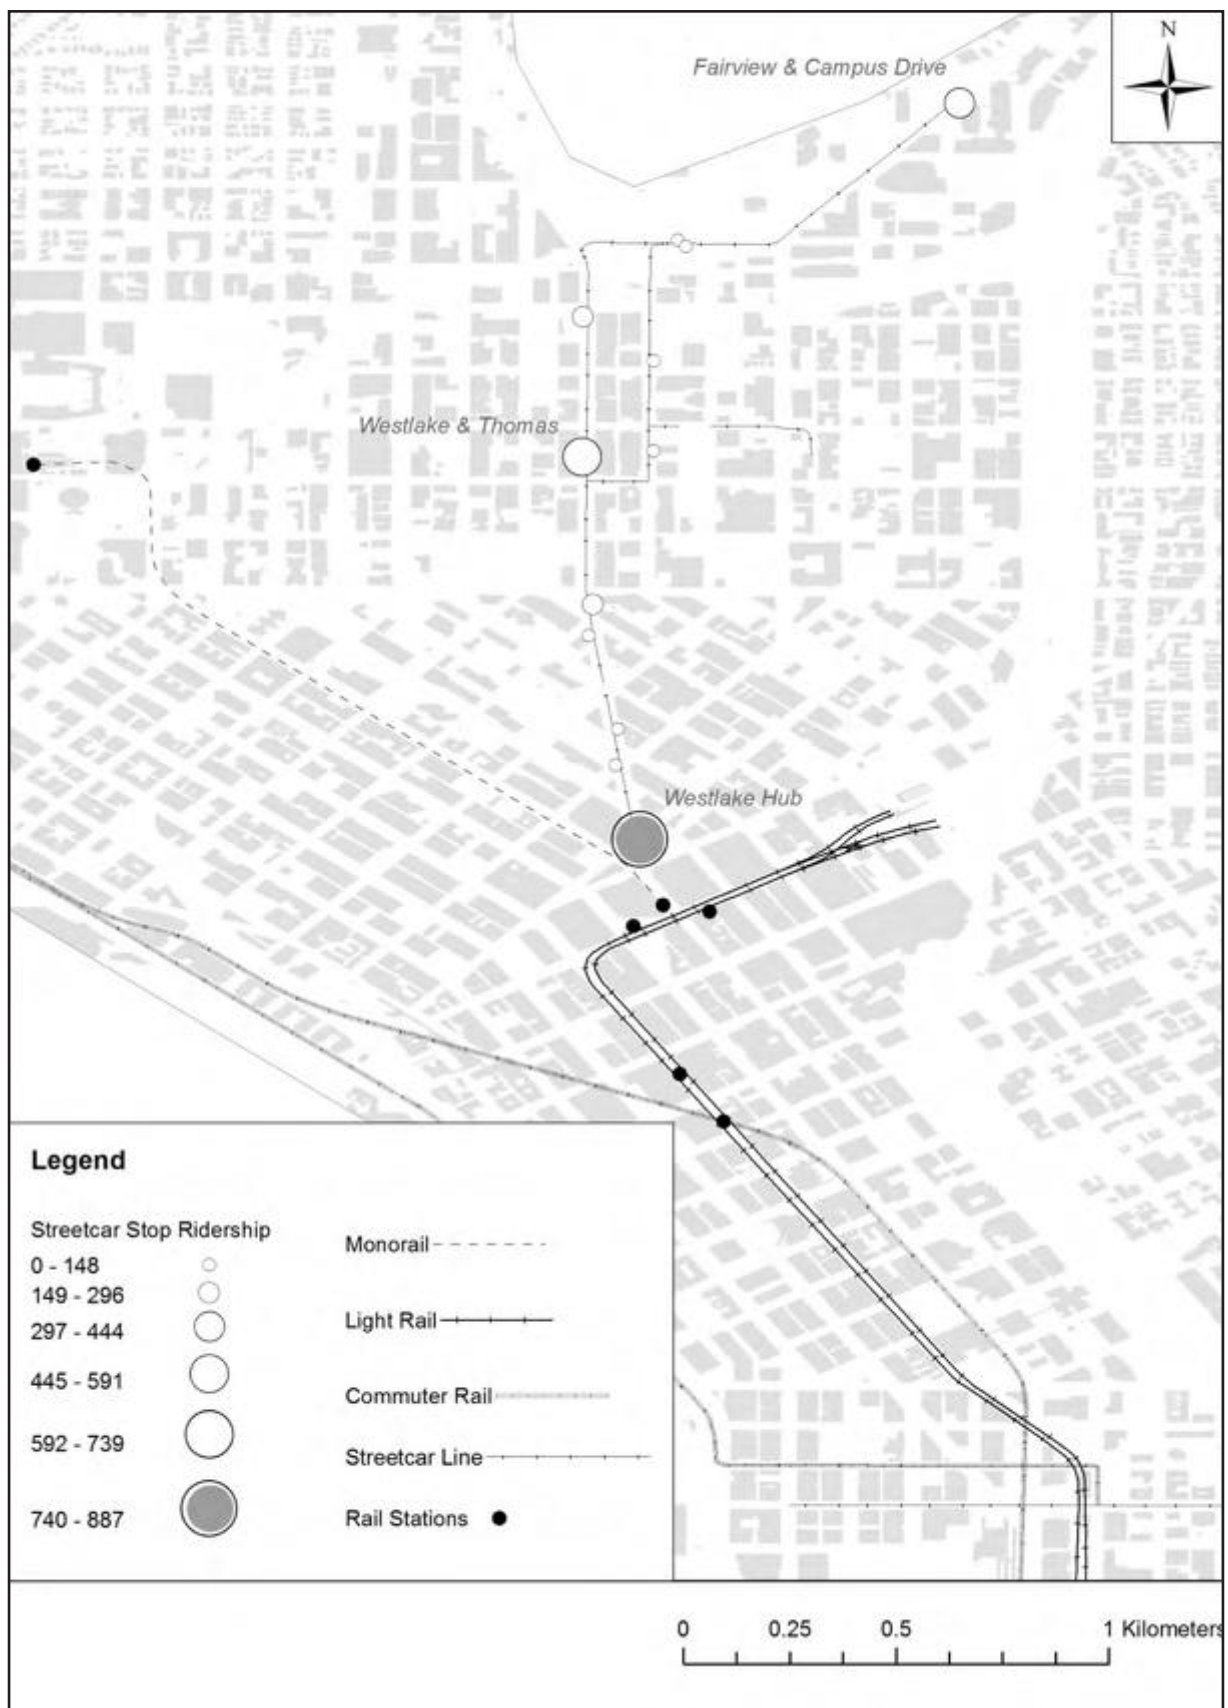 N
Fairview & Campus Drive
Westlake & Thomas
Westlake Hub
Legend
Streetcar Stop Ridership
0 - 148
149 - 296
297 - 444
445 - 591
592 - 739
740 - 887
Monorail
Light Rail
Commuter Rail
Streetcar Line
Rail Stations
0 0.25 0.5 1 Kilometers